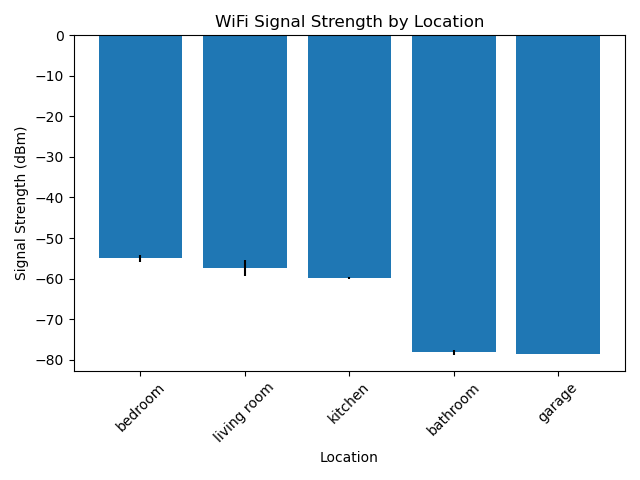 WiFi Signal Strength by Location
Signal Strength (dBm)
0
−10
−20
−30
−40
−50
−60
−70
−80
bedroom
living room
kitchen
bathroom
garage
Location